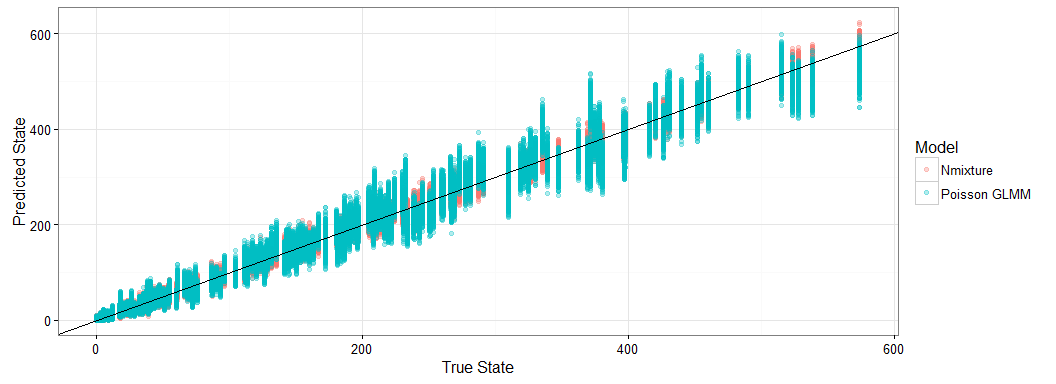 600
400
200
0
Predicted State
0 200 400 600
True State
Model
Nmixture
Poisson GLMM